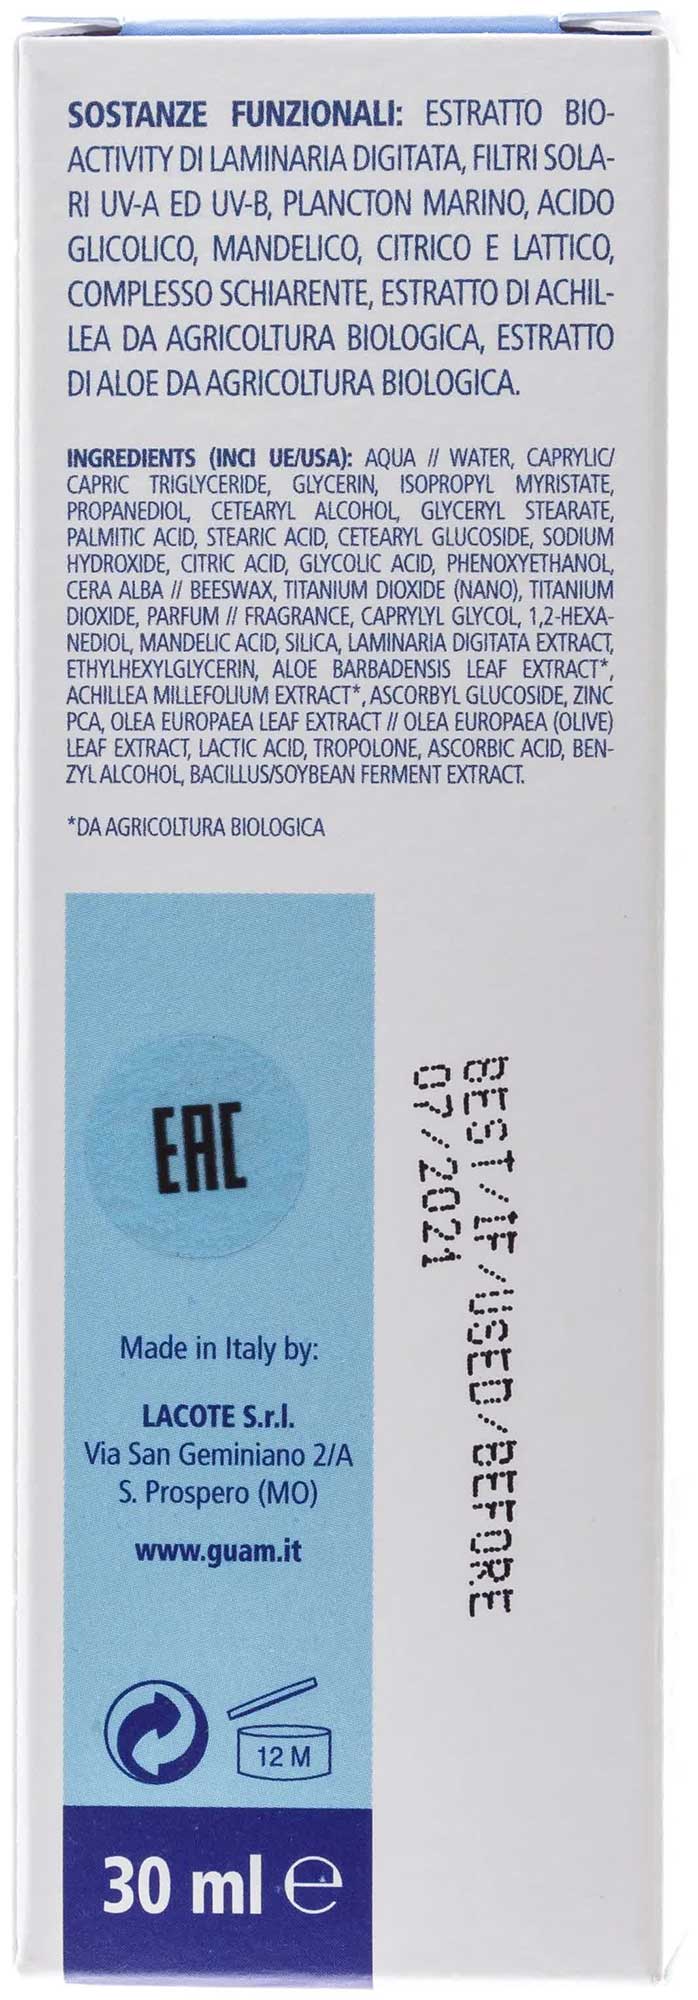 SOSTANZE FUNZIONALI: ESTRATTO BIO-
ACTIVITY DI LAMINARIA DIGITATA, FILTRI SOLA-
RI UV-A ED UV-B, PLANCTON MARINO, ACIDO
GLICOLICO, MANDELICO, CITRICO E LATTICO,
COMPLESSO SCHIARENTE, ESTRATTO DI ACHIL-
LEA DA AGRICOLTURA BIOLOGICA, ESTRATTO
DI ALOE DA AGRICOLTURA BIOLOGICA.
INGREDIENTS (INCI UE/USA): AQUA // WATER, CAPRYLIC/
CAPRIC TRIGLYCERIDE, GLYCERIN, ISOPROPYL MYRISTATE,
PROPANEDIOL, CETEARYL ALCOHOL, GLYCERYL STEARATE,
PALMITIC ACID, STEARIC ACID, CETEARYL GLUCOSIDE, SODIUM
HYDROXIDE, CITRIC ACID, GLYCOLIC ACID, PHENOXYETHANOL,
CERA ALBA // BEESWAX, TITANIUM DIOXIDE (NANO), TITANIUM
DIOXIDE, PARFUM // FRAGRANCE, CAPRYLYL GLYCOL, 1,2-HEXA-
NEDIOL, MANDELIC ACID, SILICA, LAMINARIA DIGITATA EXTRACT,
ETHYLHEXYLGLYCERIN, ALOE BARBADENSIS LEAF EXTRACT*,
ACHILLEA MILLEFOLIUM EXTRACT*, ASCORBYL GLUCOSIDE, ZINC
PCA, OLEA EUROPAEA LEAF EXTRACT // OLEA EUROPAEA (OLIVE)
LEAF EXTRACT, LACTIC ACID, TROPOLONE, ASCORBIC ACID, BEN-
ZYL ALCOHOL, BACILLUS/SOYBEAN FERMENT EXTRACT.
*DA AGRICOLTURA BIOLOGICA
EAC
Made in Italy by:
LACOTE S.r.l.
Via San Geminiano 2/A
S. Prospero (MO)
www.guam.it
12 M
30 ml e
BEST/IF/USED/BEFORE
07/2021